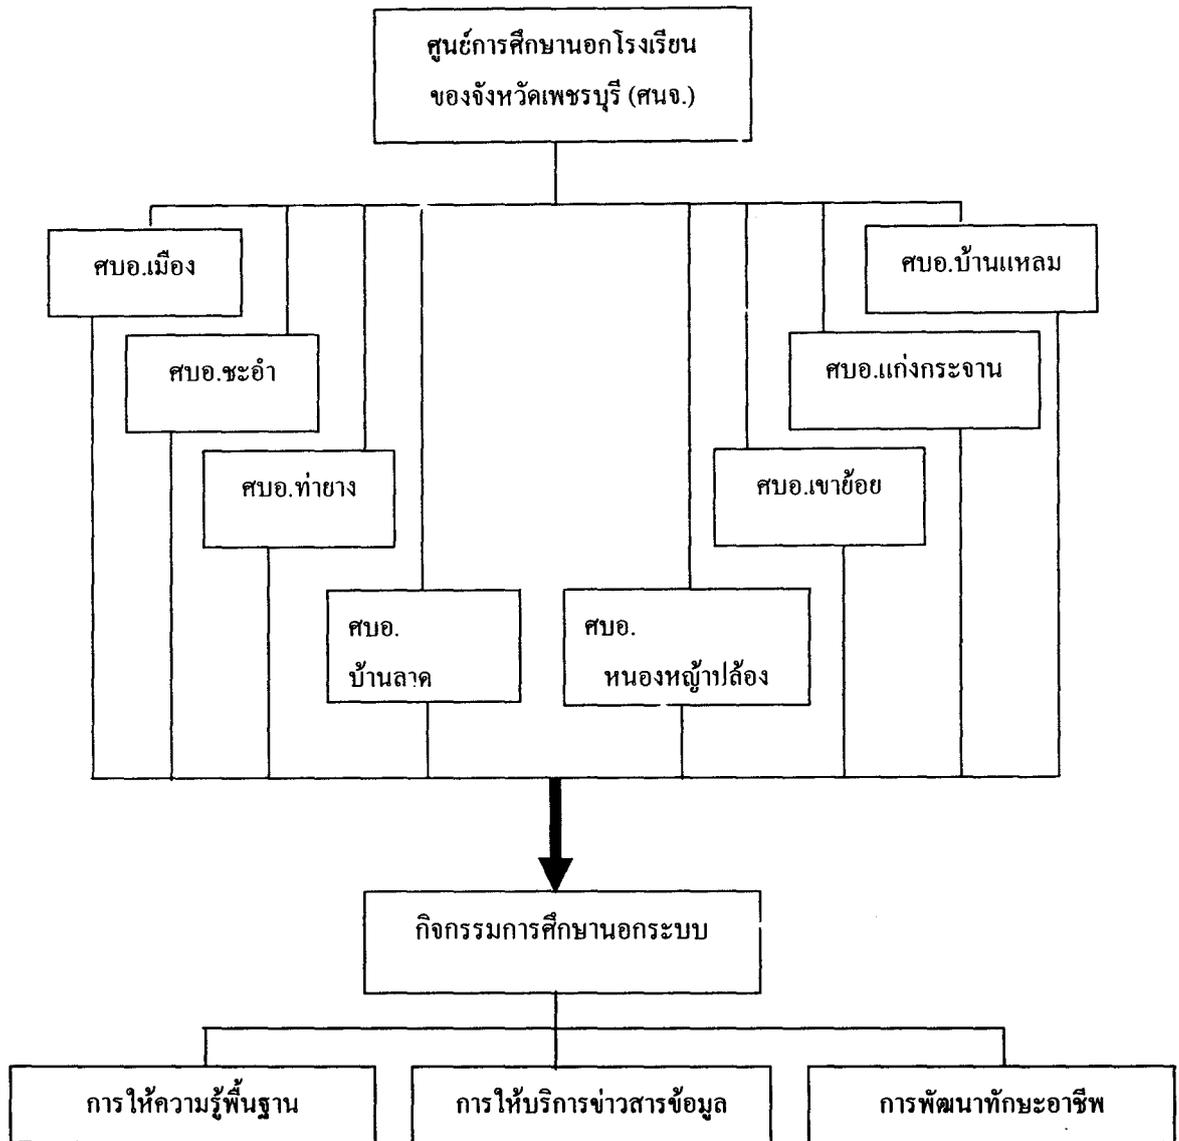 ศูนย์การศึกษานอกโรงเรียน
ของจังหวัดเพชรบุรี (ศนจ.)
ศบอ.เมือง
ศบอ.บ้านแหลม
ศบอ.ชะอำ
ศบอ.แก่งกระจาน
ศบอ.ท่ายาง
ศบอ.เขาย้อย
ศบอ.
บ้านลาด
ศบอ.
หนองหญ้าปล้อง
กิจกรรมการศึกษานอกระบบ
การให้ความรู้พื้นฐาน
การให้บริการข่าวสารข้อมูล
การพัฒนาทักษะอาชีพ